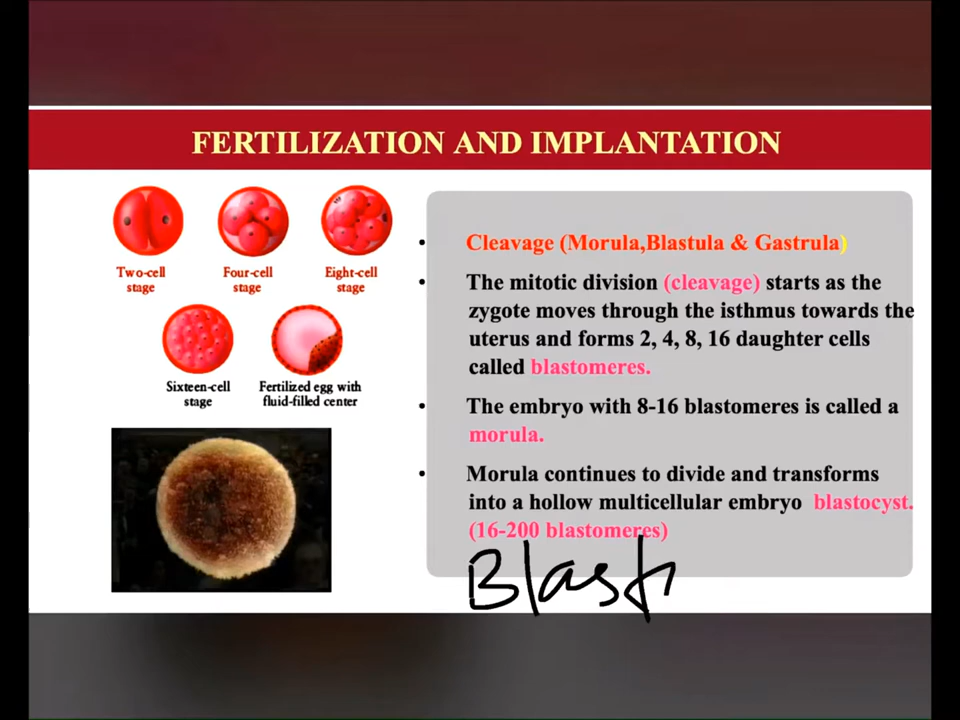 FERTILIZATION AND IMPLANTATION
Two-cell stage
Four-cell stage
Eight-cell stage
Sixteen-cell stage
Fertilized egg with fluid-filled center
• Cleavage (Morula,Blastula & Gastrula)
• The mitotic division (cleavage) starts as the
zygote moves through the isthmus towards the
uterus and forms 2, 4, 8, 16 daughter cells
called blastomeres.
• The embryo with 8-16 blastomeres is called a
morula.
• Morula continues to divide and transforms
into a hollow multicellular embryo blastocyst.
(16-200 blastomeres)
Blast